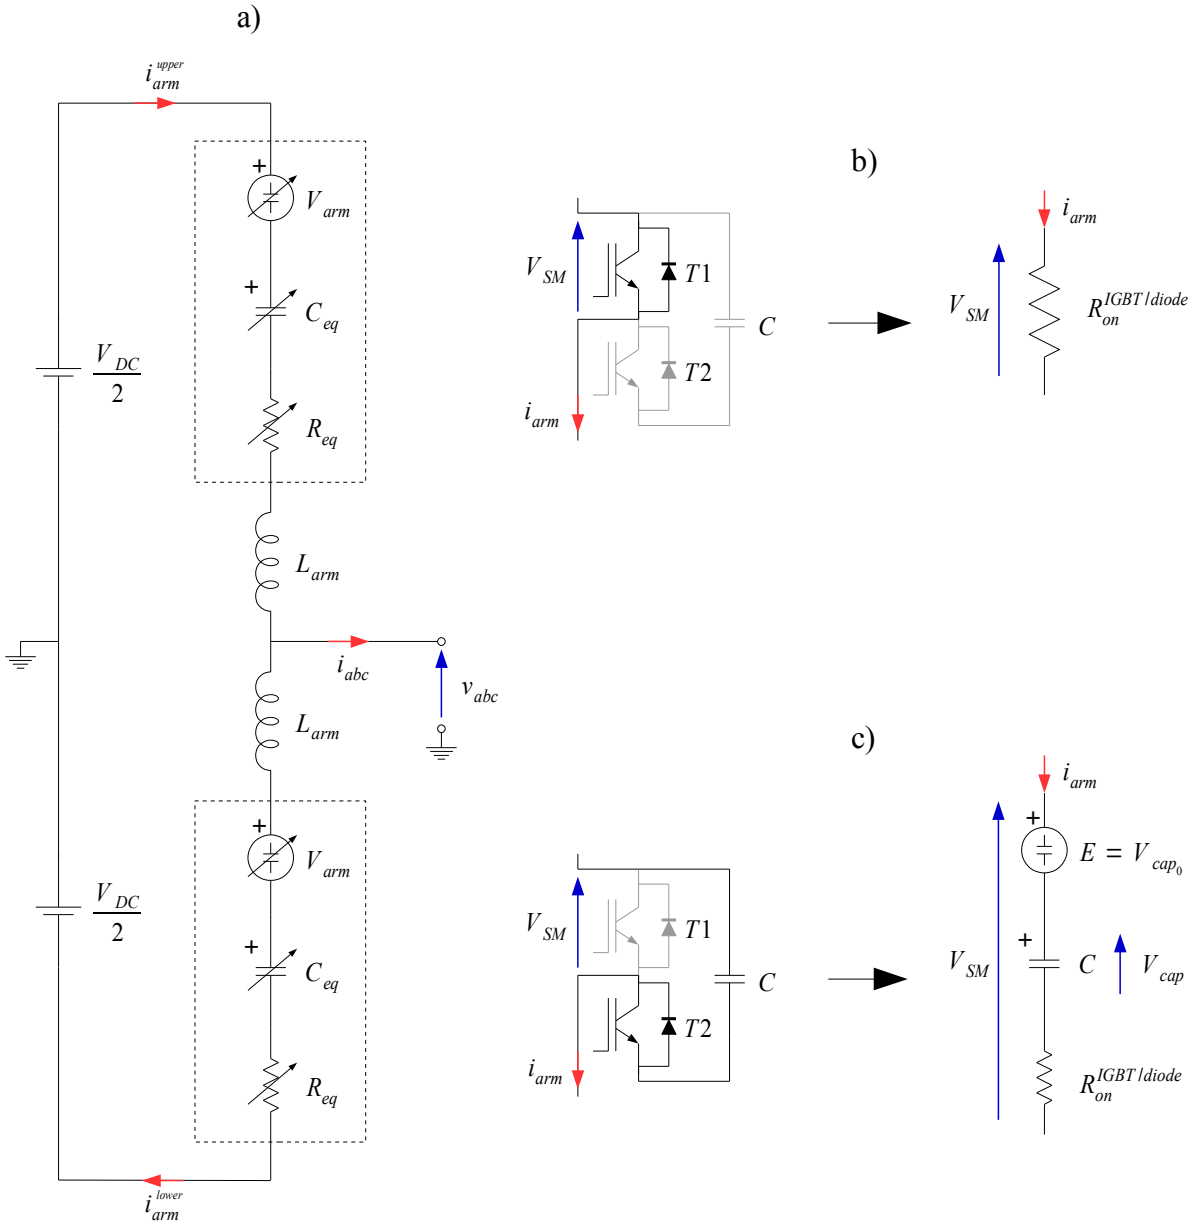 a)
i_arm^upper
+
V_arm
+
C_eq
V_DC
2
R_eq
L_arm
i_abc
v_abc
L_arm
+
V_arm
V_DC
2
+
C_eq
R_eq
i_arm^lower
b)
V_SM
T1
C
T2
i_arm
i_arm
V_SM
R_on^IGBT/diode
c)
V_SM
T1
C
T2
i_arm
i_arm
+
E = V_cap₀
+
V_SM
C
V_cap
R_on^IGBT/diode